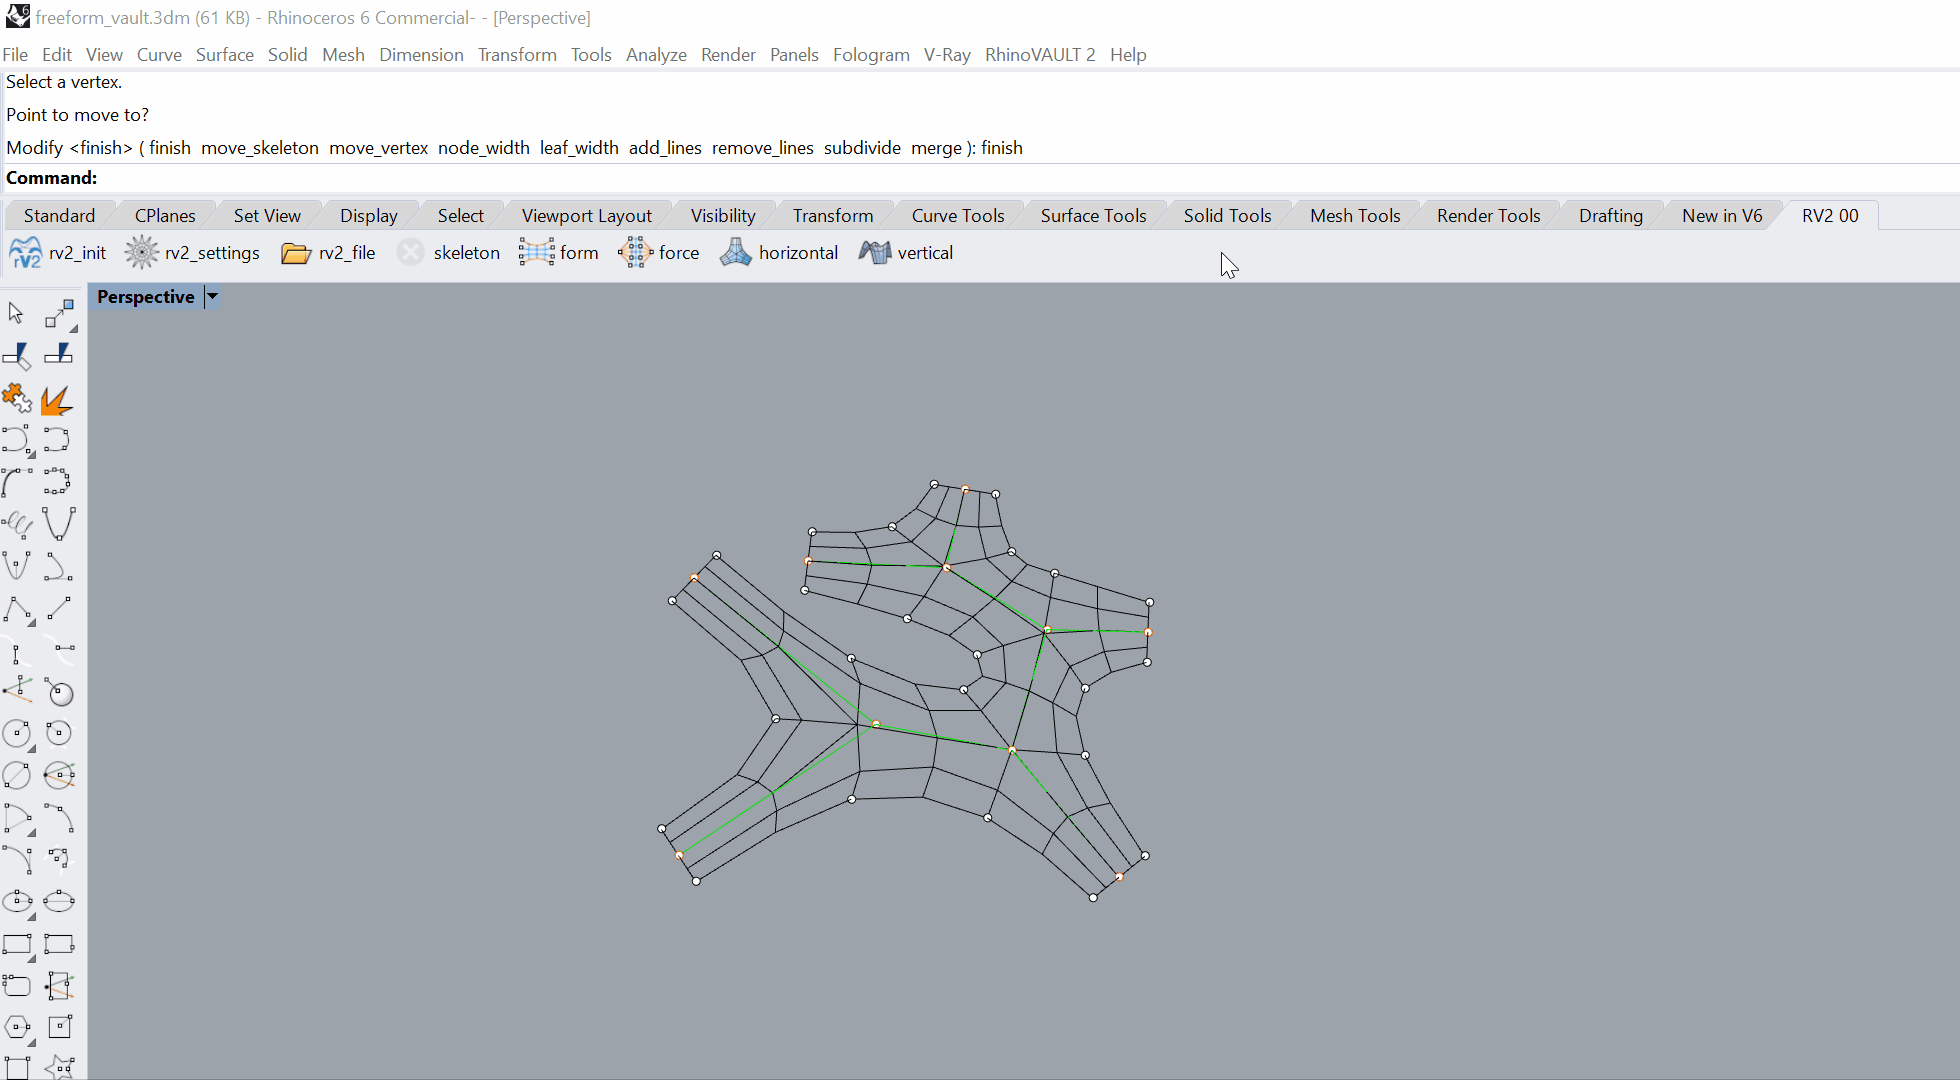 freeform_vault.3dm (61 KB) - Rhinoceros 6 Commercial- - [Perspective]
File Edit View Curve Surface Solid Mesh Dimension Transform Tools Analyze Render Panels Fologram V-Ray RhinoVAULT 2 Help
Select a vertex.
Point to move to?
Modify <finish> ( finish move_skeleton move_vertex node_width leaf_width add_lines remove_lines subdivide merge ): finish
Command:
Standard CPlanes Set View Display Select Viewport Layout Visibility Transform Curve Tools Surface Tools Solid Tools Mesh Tools Render Tools Drafting New in V6 RV2 00
rV2 rv2_init rv2_settings rv2_file skeleton form force horizontal vertical
Perspective